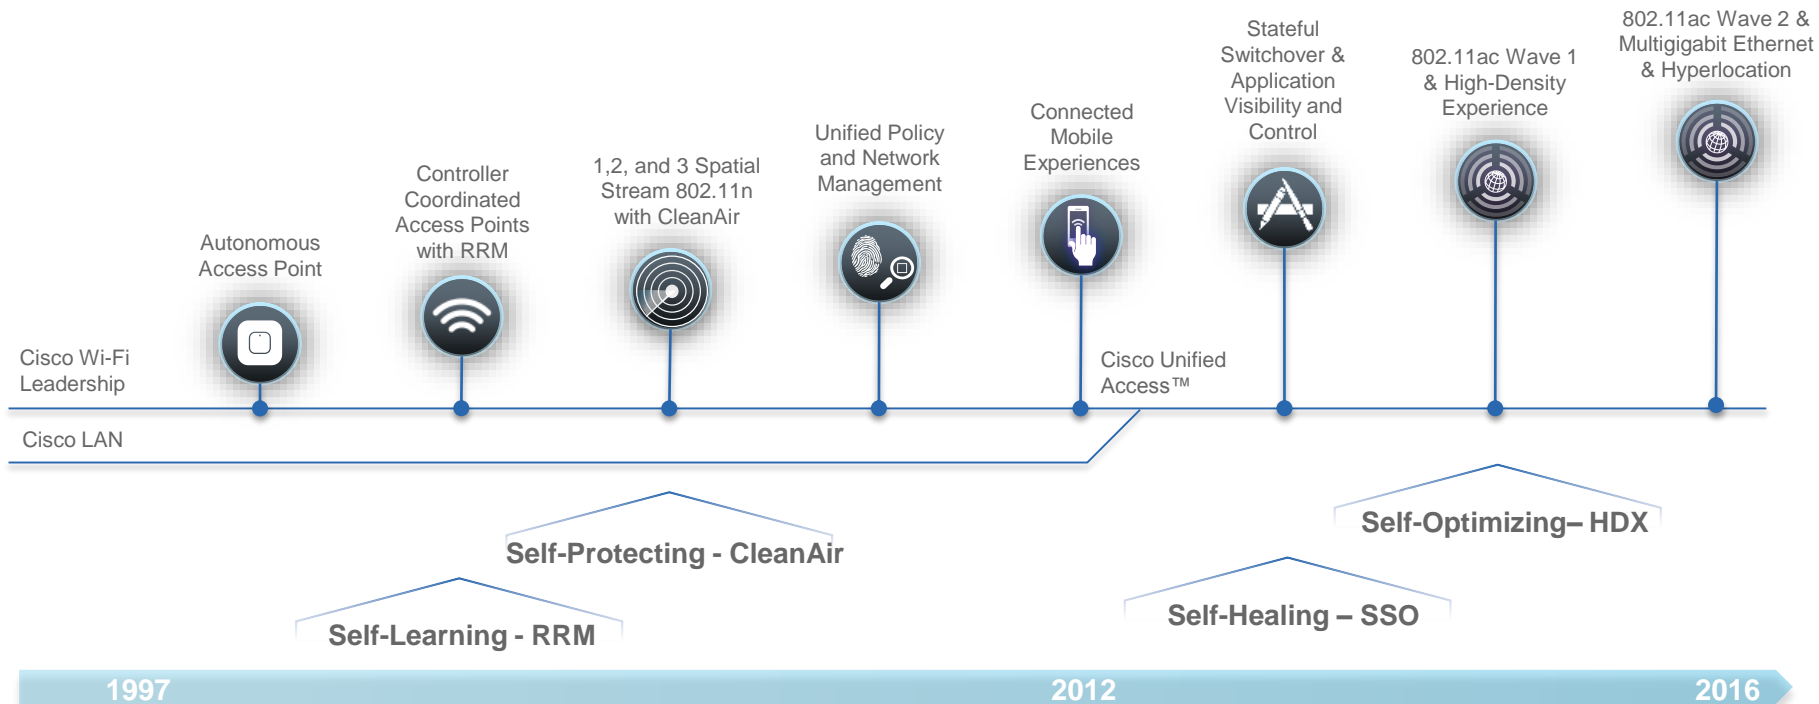 Autonomous
Access Point
Controller
Coordinated
Access Points
with RRM
1,2, and 3 Spatial
Stream 802.11n
with CleanAir
Unified Policy
and Network
Management
Connected
Mobile
Experiences
Stateful
Switchover &
Application
Visibility and
Control
802.11ac Wave 1
& High-Density
Experience
802.11ac Wave 2 &
Multigigabit Ethernet
& Hyperlocation
Cisco Wi-Fi
Leadership
Cisco Unified
Access™
Cisco LAN
Self-Learning - RRM
Self-Protecting - CleanAir
Self-Healing – SSO
Self-Optimizing– HDX
1997
2012
2016